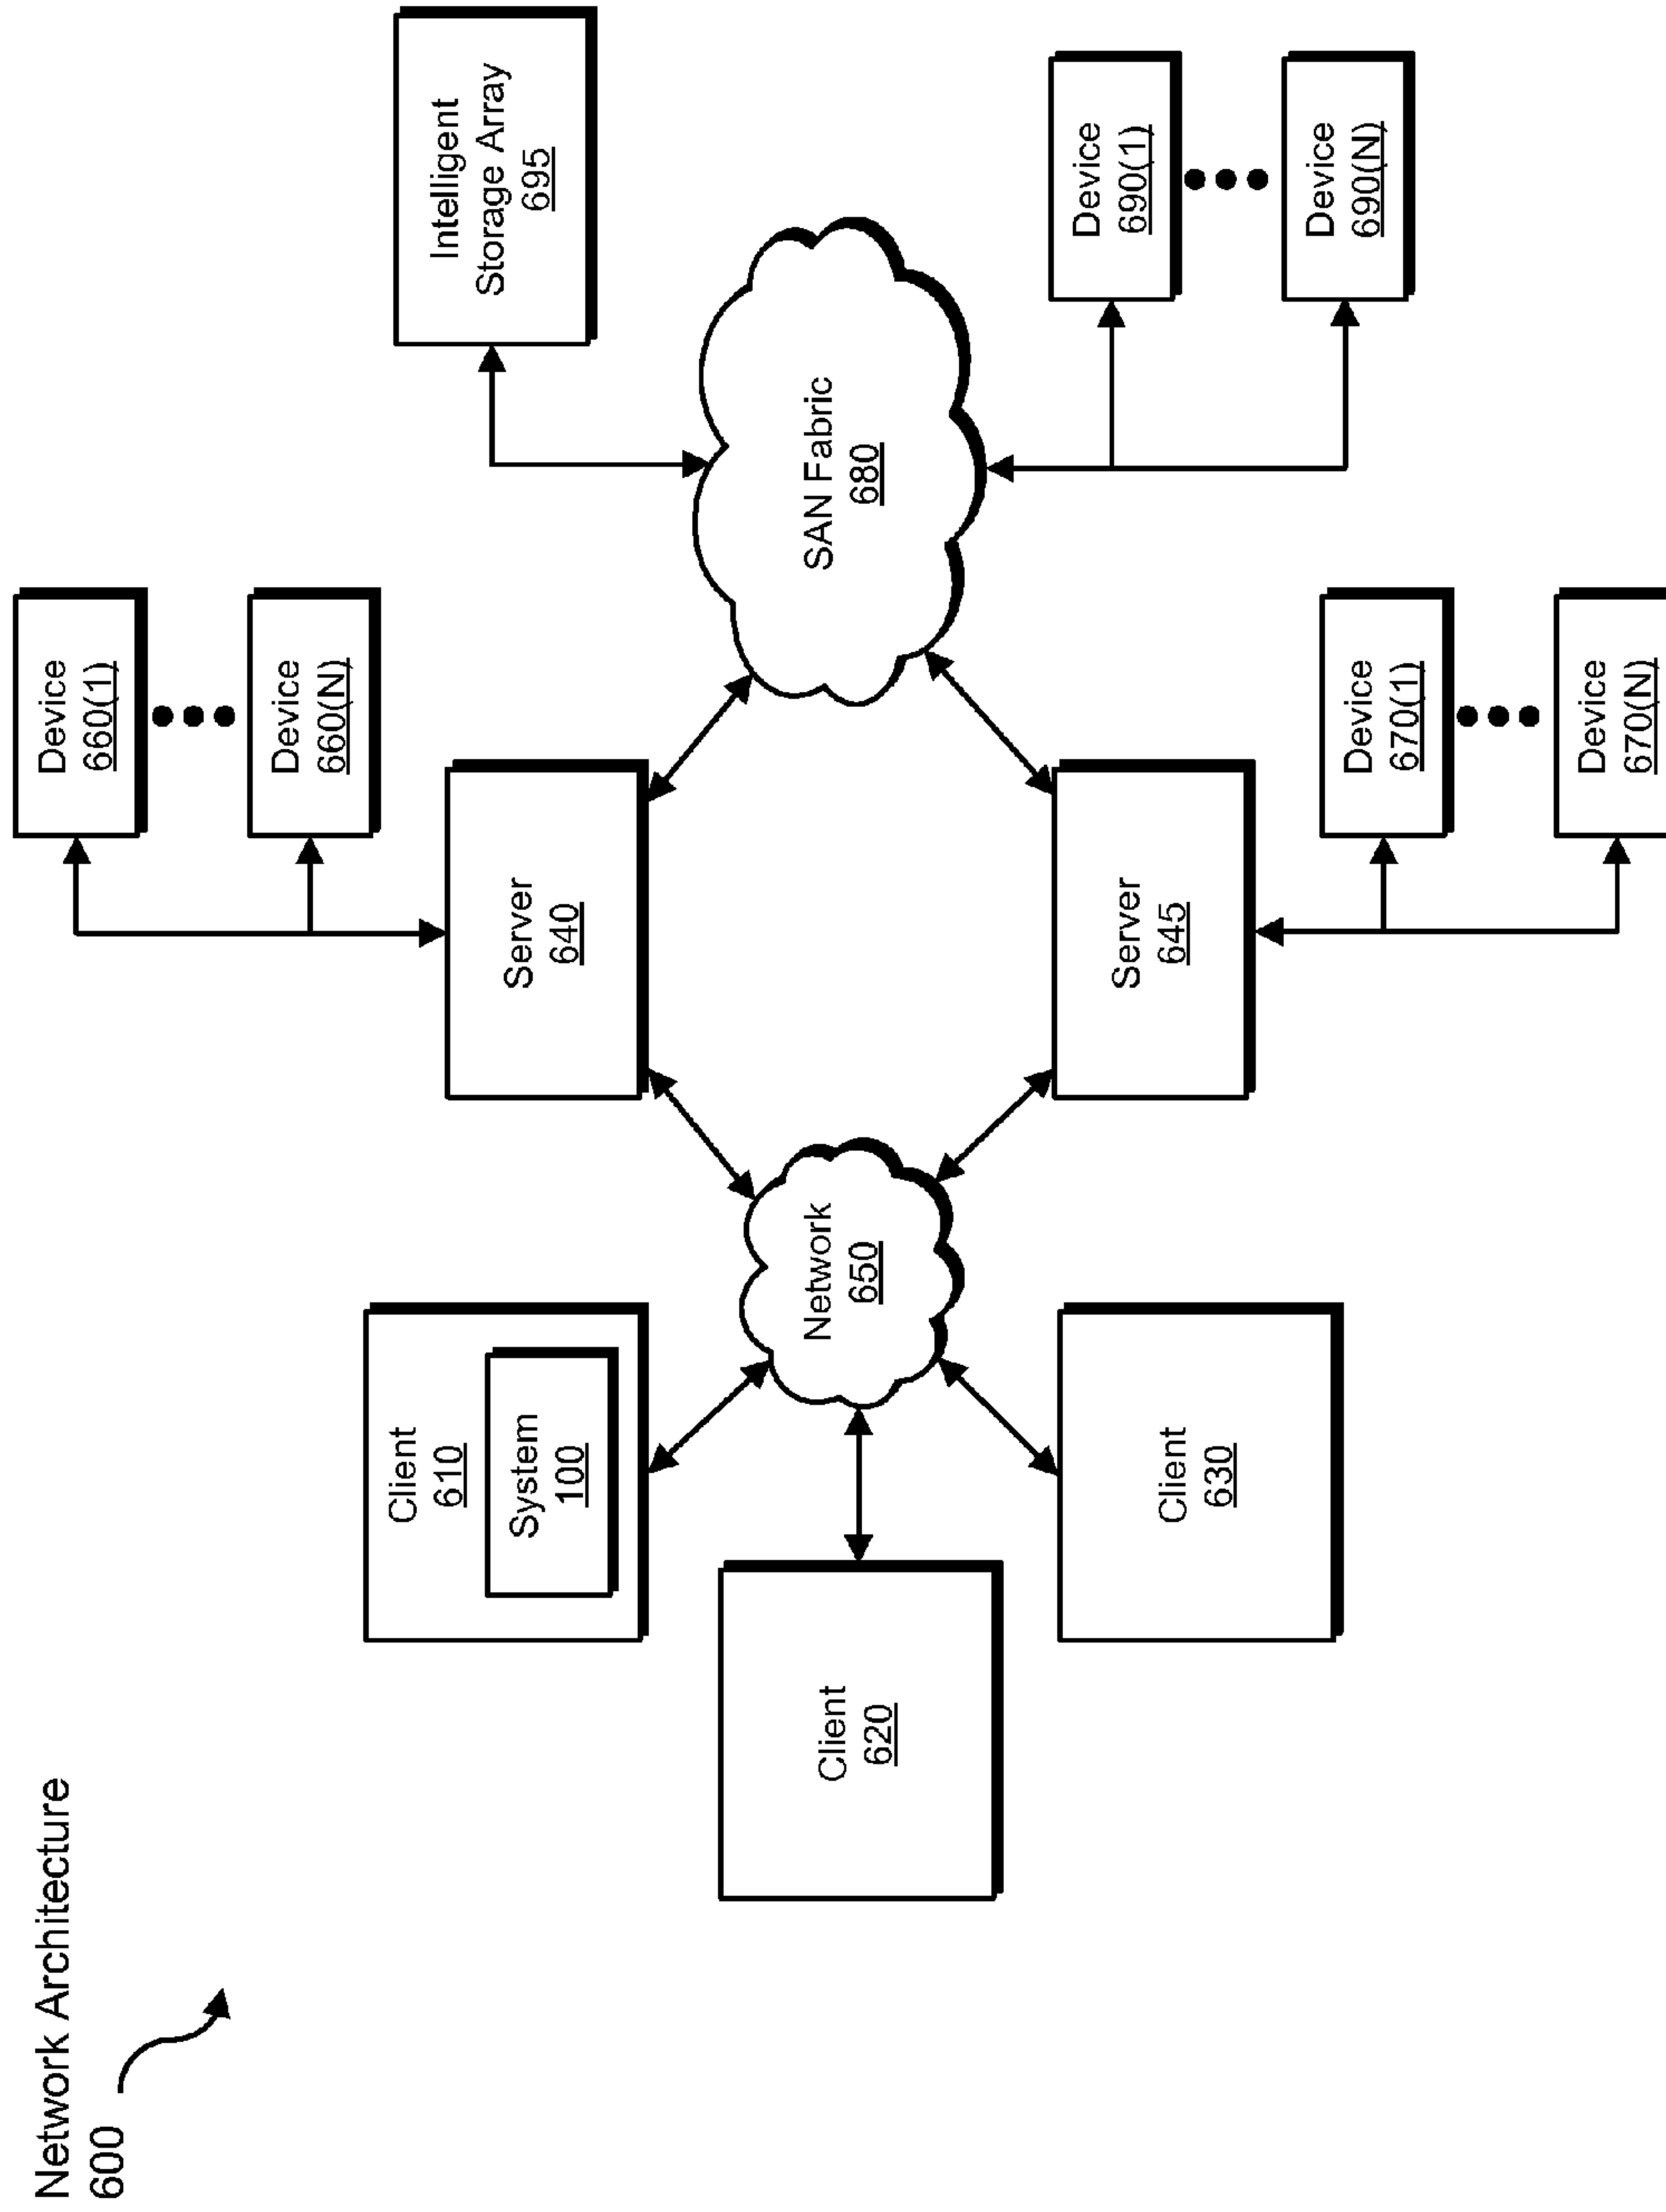 Network Architecture
600
Device
660(1)
Device
660(N)
Client
610
System
100
Server
640
Intelligent
Storage Array
695
Client
620
Network
650
SAN Fabric
680
Client
630
Server
645
Device
690(1)
Device
690(N)
Device
670(1)
Device
670(N)